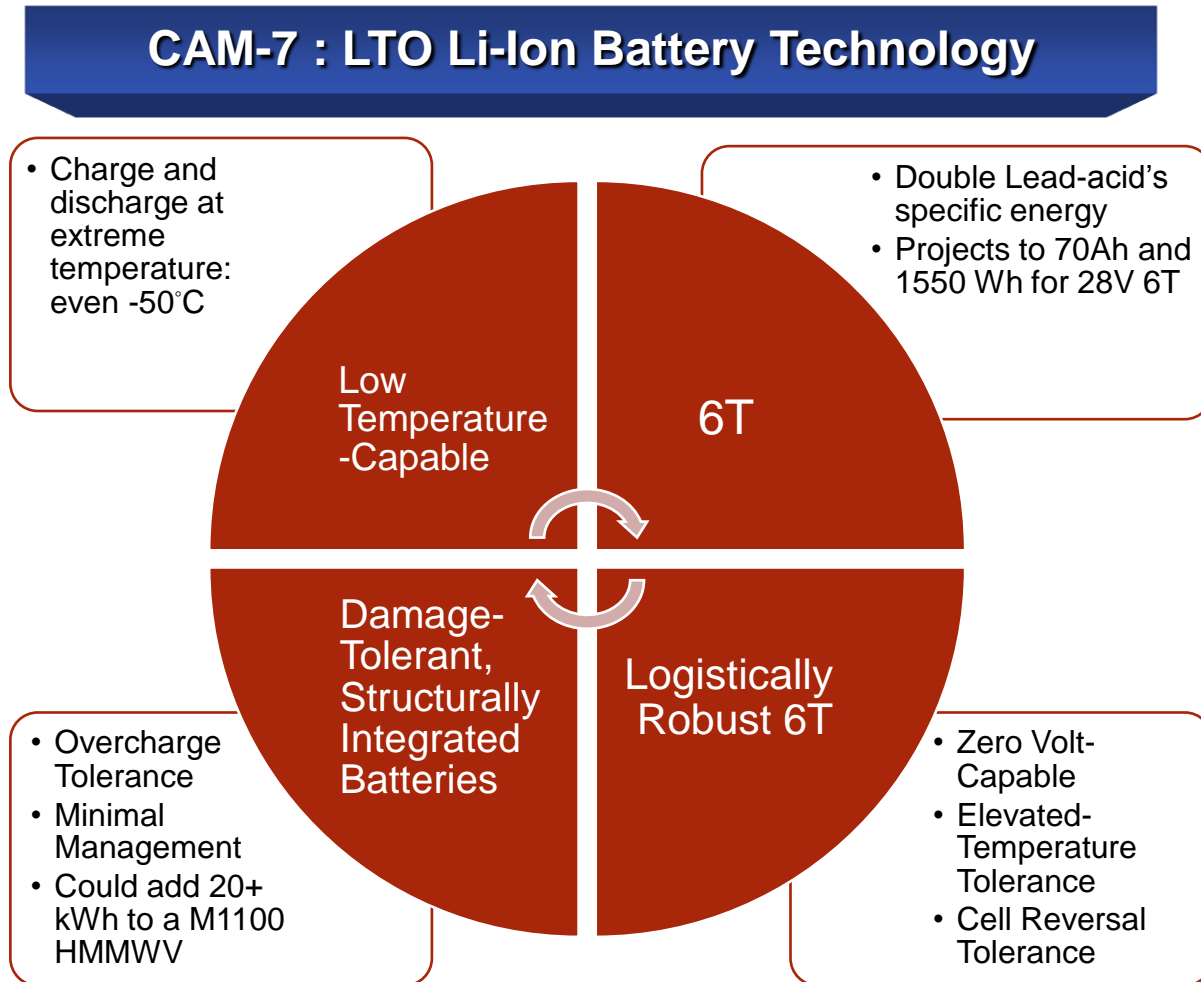 CAM-7 : LTO Li-Ion Battery Technology
• Charge and
discharge at
extreme
temperature:
even -50°C
• Double Lead-acid’s
specific energy
• Projects to 70Ah and
1550 Wh for 28V 6T
Low
Temperature
-Capable
6T
Damage-
Tolerant,
Structurally
Integrated
Batteries
Logistically
Robust 6T
• Overcharge
Tolerance
• Minimal
Management
• Could add 20+
kWh to a M1100
HMMWV
• Zero Volt-
Capable
• Elevated-
Temperature
Tolerance
• Cell Reversal
Tolerance